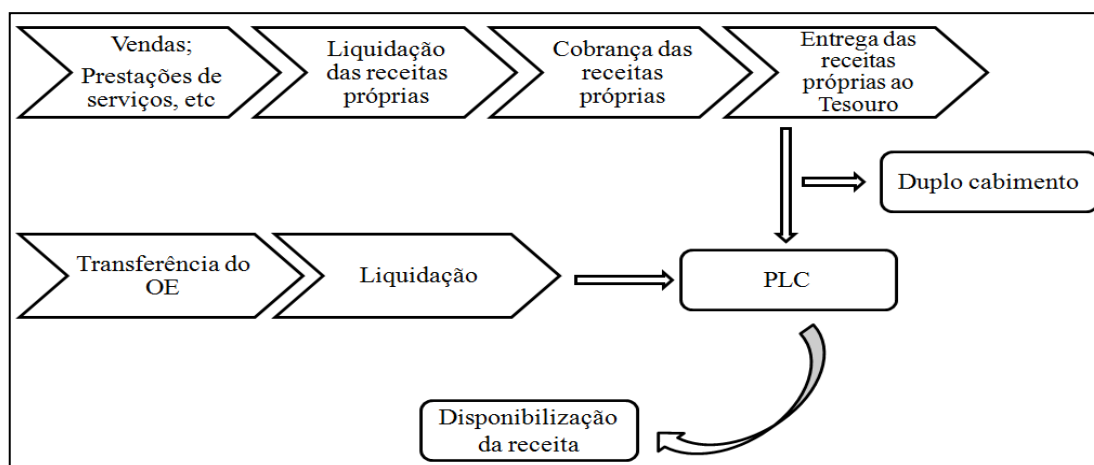 Vendas;
Prestações de
serviços, etc
Liquidação
das receitas
próprias
Cobrança das
receitas
próprias
Entrega das
receitas
próprias ao
Tesouro
Duplo cabimento
Transferência do
OE
Liquidação
PLC
Disponibilização
da receita